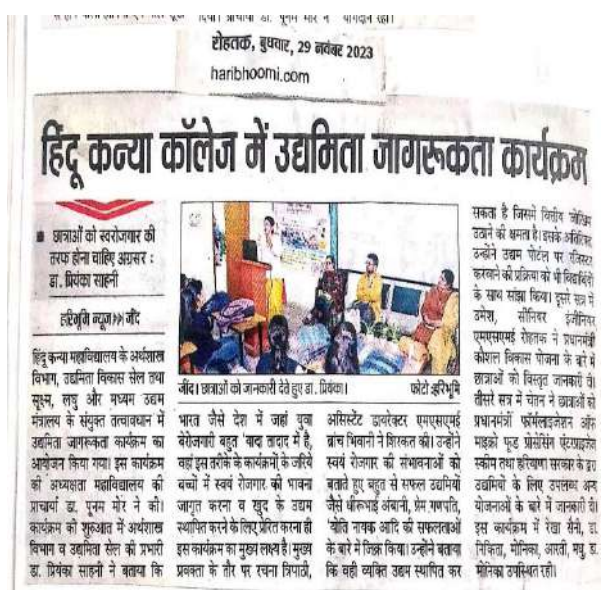 दिया। प्राचार्या डा. पूनम मोर ने
योगदान रहा।
रोहतक, बुधवार, 29 नवंबर 2023
haribhoomi.com
हिंदू कन्या कॉलेज में उद्यमिता जागरूकता कार्यक्रम
छात्राओं को स्वरोजगार की
तरफ होना चाहिए अग्रसर :
डा. प्रियंका साहनी
हरिभूमि न्यूज▶▶जींद
हिंदू कन्या महाविद्यालय के अर्थशास्त्र
विभाग, उद्यमिता विकास सेल तथा
सूक्ष्म, लघु और मध्यम उद्यम
मंत्रालय के संयुक्त तत्वावधान में
उद्यमिता जागरूकता कार्यक्रम का
आयोजन किया गया। इस कार्यक्रम
की अध्यक्षता महाविद्यालय की
प्राचार्या डा. पूनम मोर ने की।
कार्यक्रम की शुरुआत में अर्थशास्त्र
विभाग व उद्यमिता सेल की प्रभारी
डा. प्रियंका साहनी ने बताया कि
जींद। छात्राओं को जानकारी देते हुए डा. प्रियंका।
फोटो :हरिभूमि
भारत जैसे देश में जहां युवा
बेरोजगारी बहुत ज्यादा तादाद में है,
वहां इस तरीके के कार्यक्रमों के जरिये
बच्चों में स्वयं रोजगार की भावना
जागृत करना व खुद के उद्यम
स्थापित करने के लिए प्रेरित करना ही
इस कार्यक्रम का मुख्य लक्ष्य है। मुख्य
प्रवक्ता के तौर पर रचना त्रिपाठी,
असिस्टेंट डायरेक्टर एमएसएमई
ब्रांच भिवानी ने शिरकत की। उन्होंने
स्वयं रोजगार की संभावनाओं को
बताते हुए बहुत से सफल उद्यमियों
जैसे धीरूभाई अंबानी, प्रेम गणपति,
ज्योति नायक आदि की सफलताओं
के बारे में जिक्र किया। उन्होंने बताया
कि वही व्यक्ति उद्यम स्थापित कर
सकता है जिसमें वित्तीय जोखिम
उठाने की क्षमता है। इसके अतिरिक्त
उन्होंने उद्यम पोर्टल पर रजिस्टर
करवाने की प्रक्रिया को भी विद्यार्थियों
के साथ सांझा किया। दूसरे सत्र में
उमेश, सीनियर इंजीनियर
एमएसएमई रोहतक ने प्रधानमंत्री
कौशल विकास योजना के बारे में
छात्राओं को विस्तृत जानकारी दी।
तीसरे सत्र में चेतन ने छात्राओं को
प्रधानमंत्री फॉर्मलाइजेशन ऑफ
माइक्रो फूड प्रोसेसिंग एंटरप्राइजेज
स्कीम तथा हरियाणा सरकार के द्वारा
उद्यमियों के लिए उपलब्ध अन्य
योजनाओं के बारे में जानकारी दी।
इस कार्यक्रम में रेखा सैनी, डा.
निकिता, मोनिका, आरती, मधु, डा.
मोनिका उपस्थित रही।